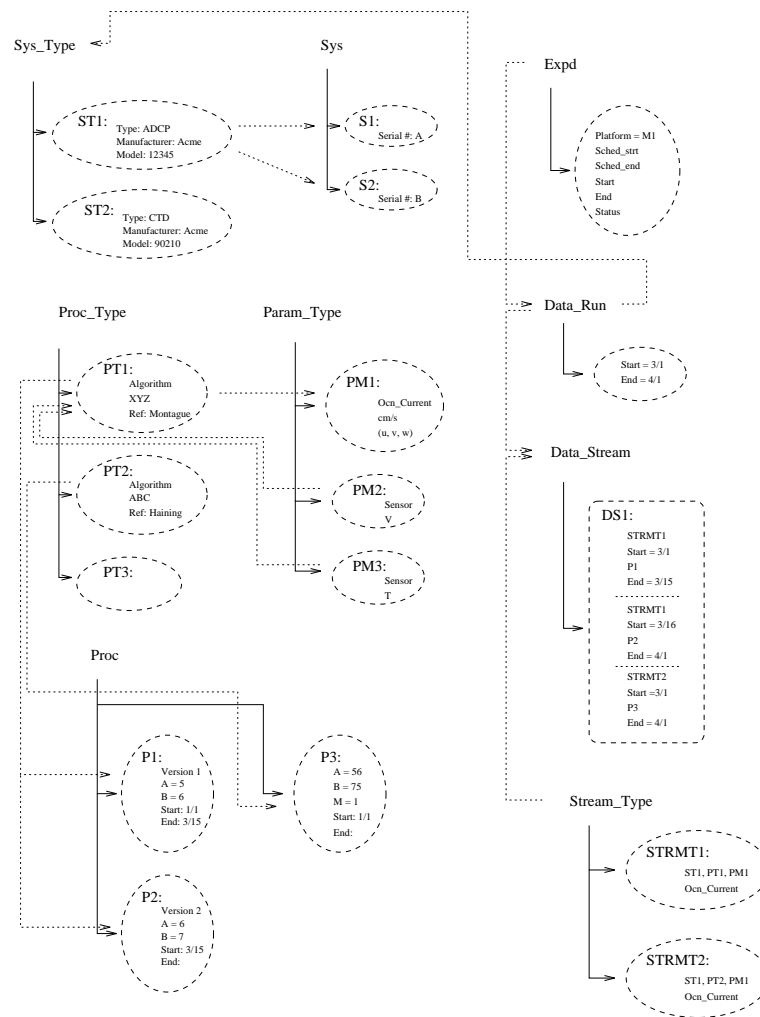 Sys_Type
ST1:
Type: ADCP
Manufacturer: Acme
Model: 12345
ST2:
Type: CTD
Manufacturer: Acme
Model: 90210
Sys
S1:
Serial #: A
S2:
Serial #: B
Expd
Platform = M1
Sched_strt
Sched_end
Start
End
Status
Proc_Type
PT1:
Algorithm
XYZ
Ref: Montague
PT2:
Algorithm
ABC
Ref: Haining
PT3:
Param_Type
PM1:
Ocn_Current
cm/s
(u, v, w)
PM2:
Sensor
V
PM3:
Sensor
T
Data_Run
Start = 3/1
End = 4/1
Data_Stream
DS1:
STRMT1
Start = 3/1
P1
End = 3/15
STRMT1
Start = 3/16
P2
End = 4/1
STRMT2
Start =3/1
P3
End = 4/1
Proc
P1:
Version 1
A = 5
B = 6
Start: 1/1
End: 3/15
P2:
Version 2
A = 6
B = 7
Start: 3/15
End:
P3:
A = 56
B = 75
M = 1
Start: 1/1
End:
Stream_Type
STRMT1:
ST1, PT1, PM1
Ocn_Current
STRMT2:
ST1, PT2, PM1
Ocn_Current